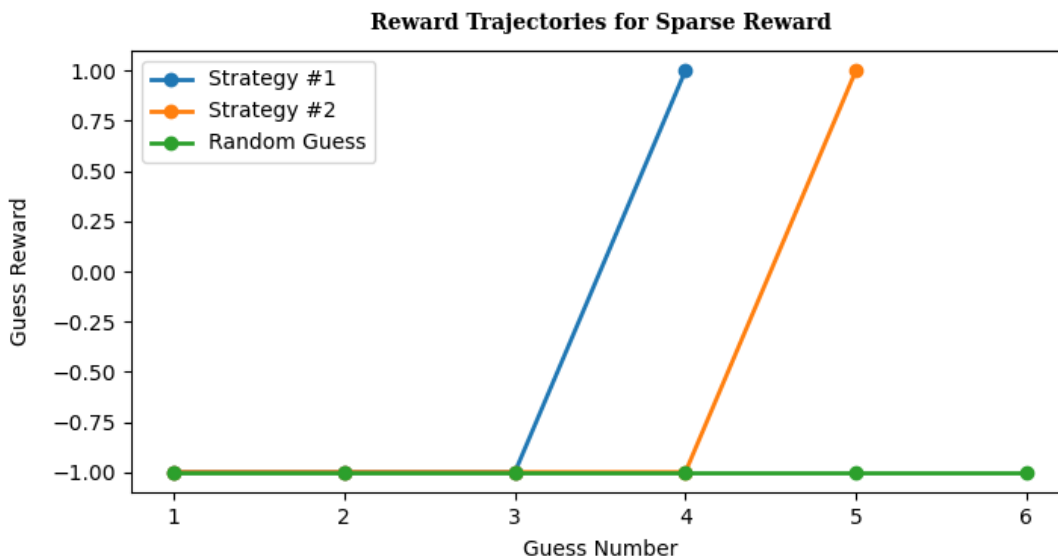 Reward Trajectories for Sparse Reward
Strategy #1
Strategy #2
Random Guess
Guess Reward
1.00
0.75
0.50
0.25
0.00
−0.25
−0.50
−0.75
−1.00
1 2 3 4 5 6
Guess Number